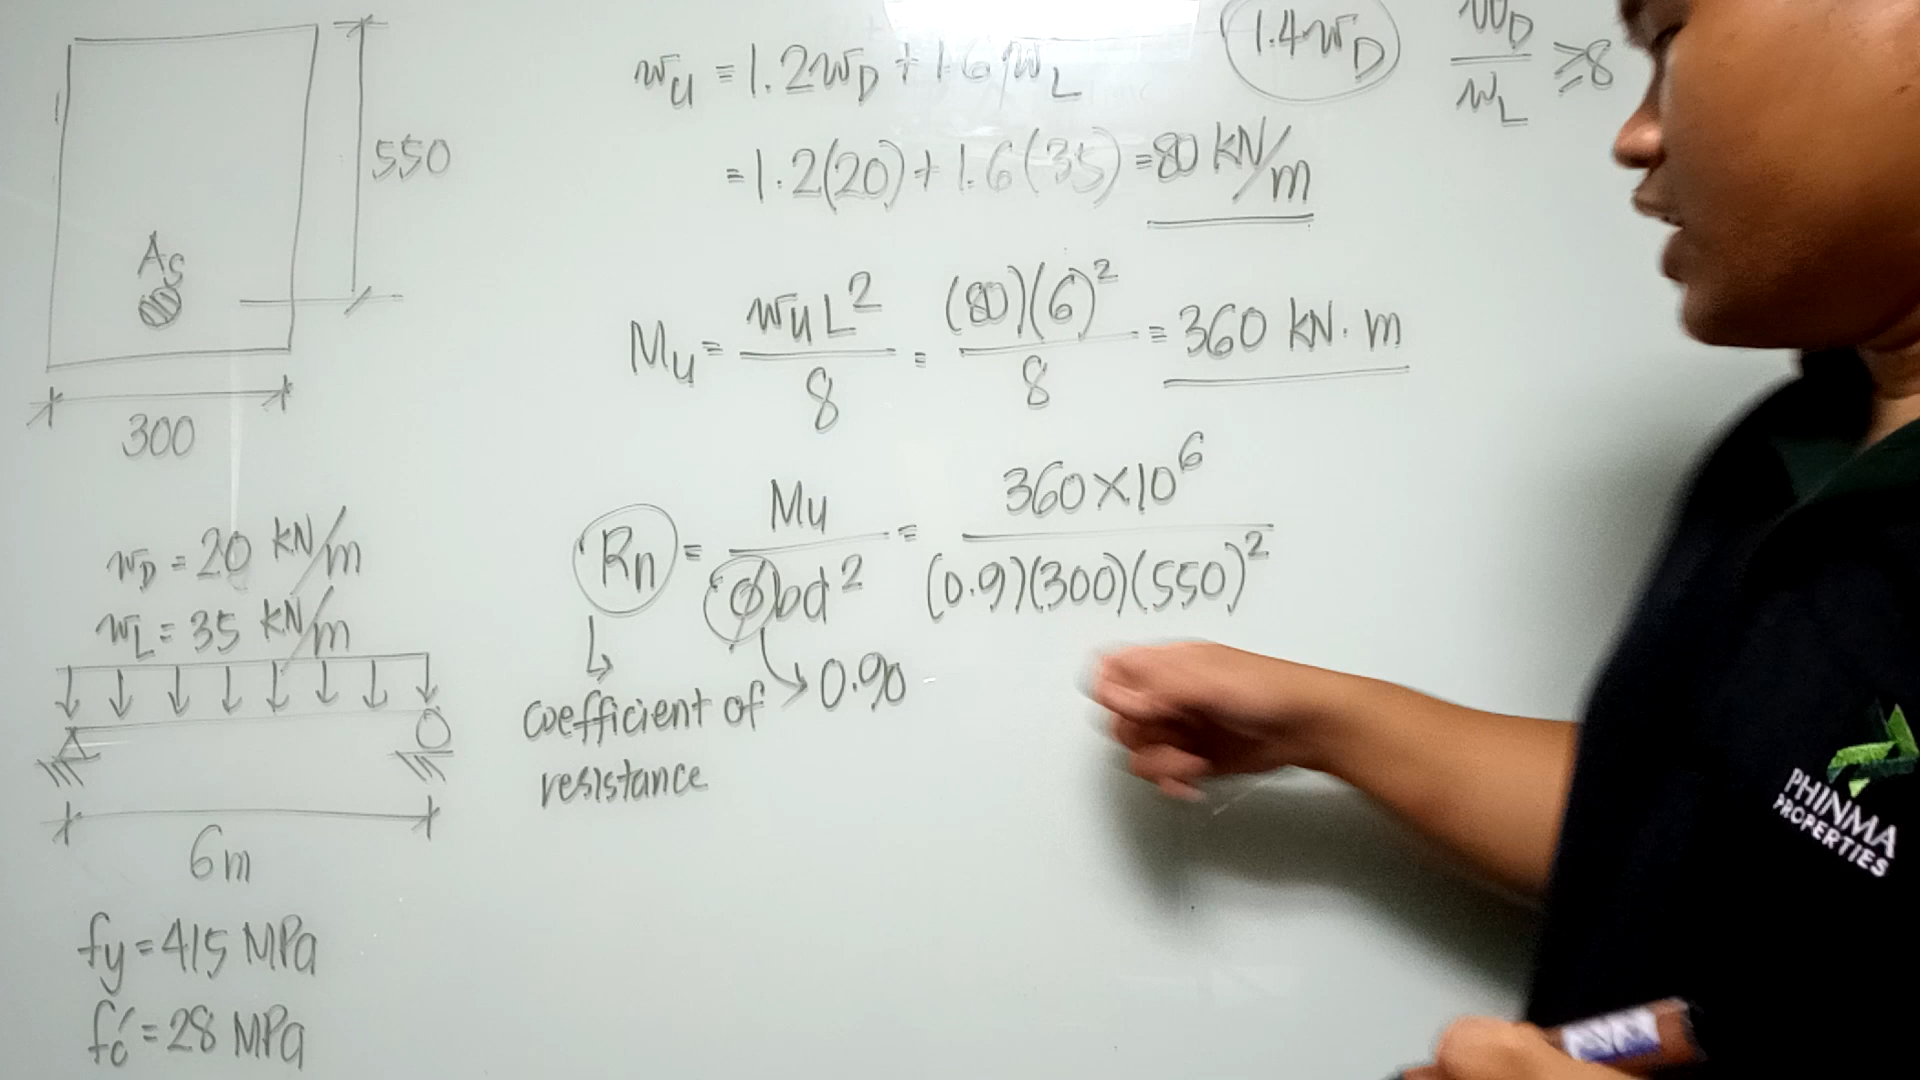 550
As
300
wD = 20 kN/m
wL = 35 kN/m
6m
fy = 415 MPa
fc' = 28 MPa
wu = 1.2wD + 1.6wL
= 1.2(20) + 1.6(35) = 80 kN/m
1.4wD
wD/wL ≥ 8
Mu = wuL²/8 = (80)(6)²/8 = 360 kN·m
Rn = Mu/ϕbd² = 360×10⁶/(0.9)(300)(550)²
↳ 0.90
coefficient of
resistance
PHINMA
PROPERTIES